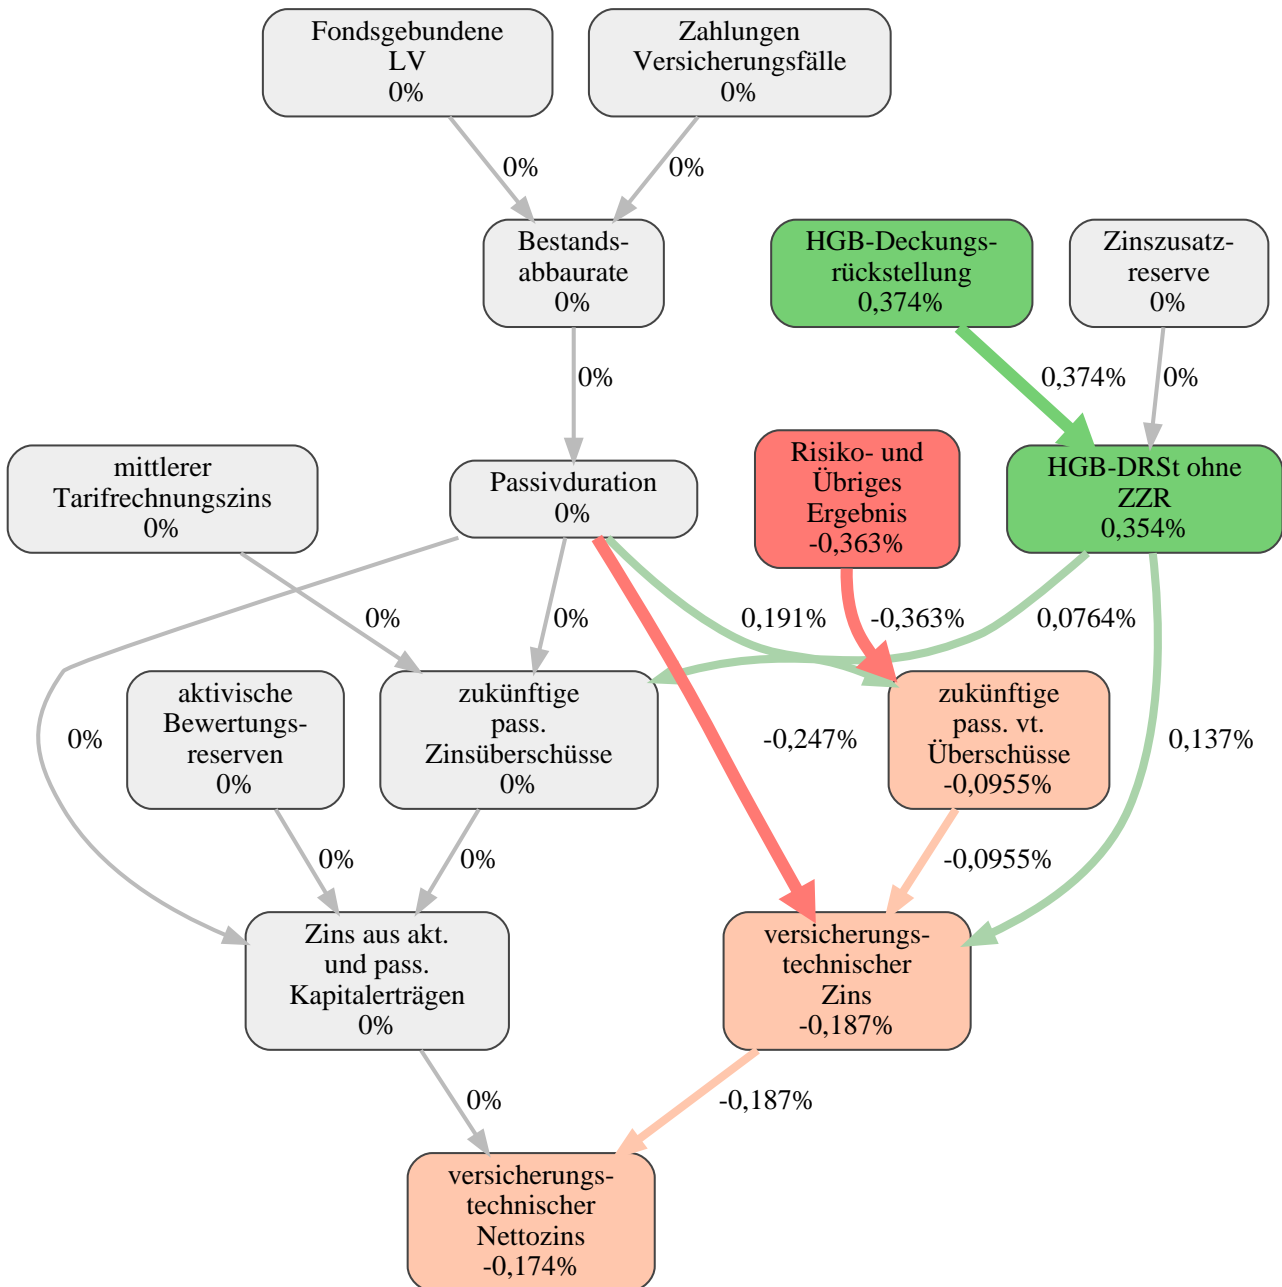 Fondsgebundene
LV
0%
Zahlungen
Versicherungsfälle
0%
0%
0%
Bestands-
abbaurate
0%
HGB-Deckungs-
rückstellung
0,374%
Zinszusatz-
reserve
0%
0%
0,374%
0%
mittlerer
Tarifrechnungszins
0%
Passivduration
0%
Risiko- und
Übriges
Ergebnis
-0,363%
HGB-DRSt ohne
ZZR
0,354%
0%
0%
0,191%
-0,363%
0,0764%
aktivische
Bewertungs-
reserven
0%
zukünftige
pass.
Zinsüberschüsse
0%
zukünftige
pass. vt.
Überschüsse
-0,0955%
0%
-0,247%
0,137%
0%
0%
-0,0955%
Zins aus akt.
und pass.
Kapitalerträgen
0%
versicherungs-
technischer
Zins
-0,187%
0%
-0,187%
versicherungs-
technischer
Nettozins
-0,174%